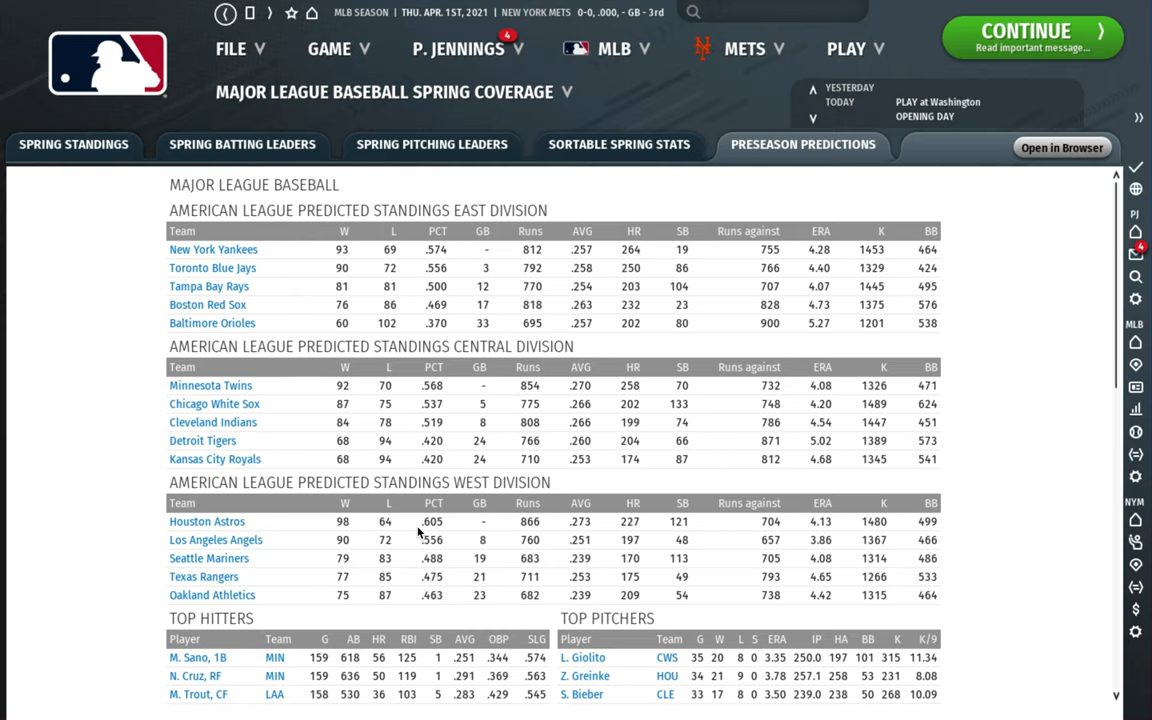 MLB SEASON | THU. APR. 1ST, 2021 | NEW YORK METS 0-0, .000, - GB - 3rd
FILE GAME P. JENNINGS 4 MLB METS PLAY
CONTINUE
Read important message...
MAJOR LEAGUE BASEBALL SPRING COVERAGE
YESTERDAY
TODAY PLAY at Washington
OPENING DAY
SPRING STANDINGS SPRING BATTING LEADERS SPRING PITCHING LEADERS SORTABLE SPRING STATS PRESEASON PREDICTIONS Open in Browser
MAJOR LEAGUE BASEBALL
AMERICAN LEAGUE PREDICTED STANDINGS EAST DIVISION
Team W L PCT GB Runs AVG HR SB Runs against ERA K BB
New York Yankees 93 69 .574 - 812 .257 264 19 755 4.28 1453 464
Toronto Blue Jays 90 72 .556 3 792 .258 250 86 766 4.40 1329 424
Tampa Bay Rays 81 81 .500 12 770 .254 203 104 707 4.07 1445 495
Boston Red Sox 76 86 .469 17 818 .263 232 23 828 4.73 1375 576
Baltimore Orioles 60 102 .370 33 695 .257 202 80 900 5.27 1201 538
AMERICAN LEAGUE PREDICTED STANDINGS CENTRAL DIVISION
Team W L PCT GB Runs AVG HR SB Runs against ERA K BB
Minnesota Twins 92 70 .568 - 854 .270 258 70 732 4.08 1326 471
Chicago White Sox 87 75 .537 5 775 .266 202 133 748 4.20 1489 624
Cleveland Indians 84 78 .519 8 808 .266 199 74 786 4.54 1447 451
Detroit Tigers 68 94 .420 24 766 .260 204 66 871 5.02 1389 573
Kansas City Royals 68 94 .420 24 710 .253 174 87 812 4.68 1345 541
AMERICAN LEAGUE PREDICTED STANDINGS WEST DIVISION
Team W L PCT GB Runs AVG HR SB Runs against ERA K BB
Houston Astros 98 64 .605 - 866 .273 227 121 704 4.13 1480 499
Los Angeles Angels 90 72 .556 8 760 .251 197 48 657 3.86 1367 466
Seattle Mariners 79 83 .488 19 683 .239 170 113 705 4.08 1314 486
Texas Rangers 77 85 .475 21 711 .253 175 49 793 4.65 1266 533
Oakland Athletics 75 87 .463 23 682 .239 209 54 738 4.42 1315 464
TOP HITTERS TOP PITCHERS
Player Team G AB HR RBI SB AVG OBP SLG Player Team G W L S ERA IP HA BB K K/9
M. Sano, 1B MIN 159 618 56 125 1 .251 .344 .574 L. Giolito CWS 35 20 8 0 3.35 250.0 197 101 315 11.34
N. Cruz, RF MIN 159 636 50 119 1 .291 .369 .563 Z. Greinke HOU 34 21 9 0 3.78 257.1 258 53 231 8.08
M. Trout, CF LAA 158 530 36 103 5 .283 .429 .545 S. Bieber CLE 33 17 8 0 3.50 239.0 238 50 268 10.09
PJ
4
MLB
NYM